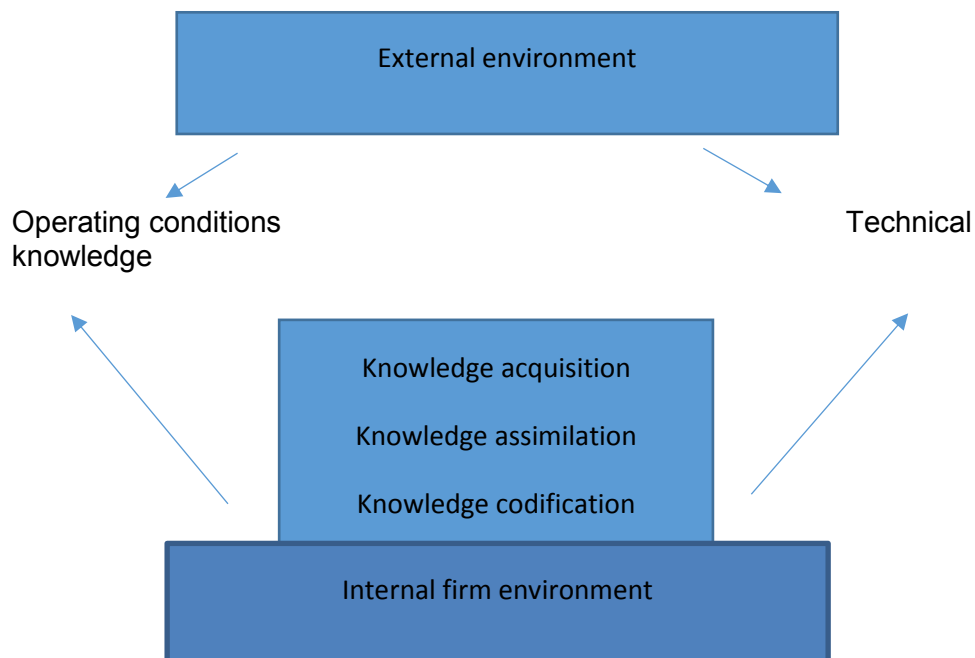 External environment
Operating conditions
knowledge
Technical
Knowledge acquisition
Knowledge assimilation
Knowledge codification
Internal firm environment